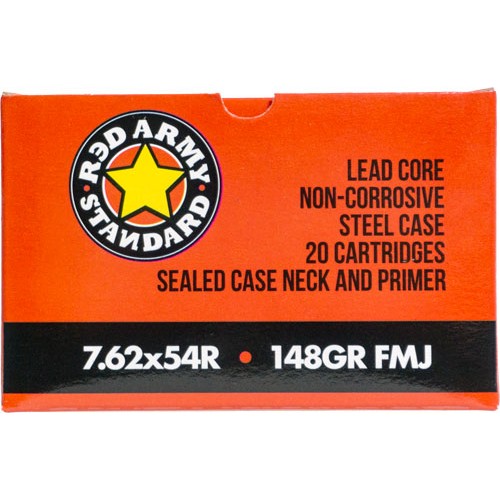 RED ARMY
STANDARD
LEAD CORE
NON-CORROSIVE
STEEL CASE
20 CARTRIDGES
SEALED CASE NECK AND PRIMER
7.62x54R • 148GR FMJ